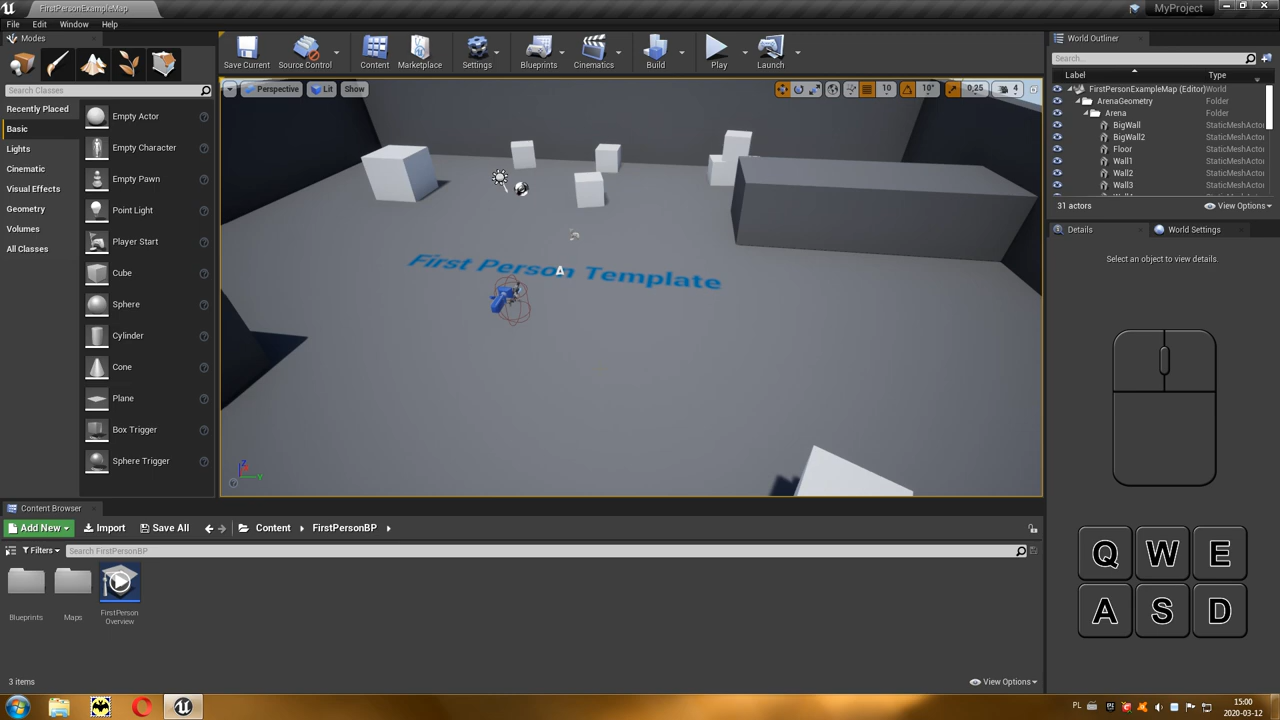 FirstPersonExampleMap
MyProject
File Edit Window Help
Modes
Search Classes
Recently Placed
Basic
Lights
Cinematic
Visual Effects
Geometry
Volumes
All Classes
Empty Actor
Empty Character
Empty Pawn
Point Light
Player Start
Cube
Sphere
Cylinder
Cone
Plane
Box Trigger
Sphere Trigger
Save Current
Source Control
Content
Marketplace
Settings
Blueprints
Cinematics
Build
Play
Launch
Perspective Lit Show
10 10° 0,25 4
First Person Template
World Outliner
Search...
Label Type
FirstPersonExampleMap (Editor) World
ArenaGeometry Folder
Arena Folder
BigWall StaticMeshActor
BigWall2 StaticMeshActor
Floor StaticMeshActor
Wall1 StaticMeshActor
Wall2 StaticMeshActor
Wall3 StaticMeshActor
31 actors View Options
Details World Settings
Select an object to view details.
Q W E
A S D
Content Browser
Add New Import Save All Content FirstPersonBP
Filters Search FirstPersonBP
Blueprints
Maps
FirstPerson
Overview
3 items View Options
PL
15:00
2020-03-12